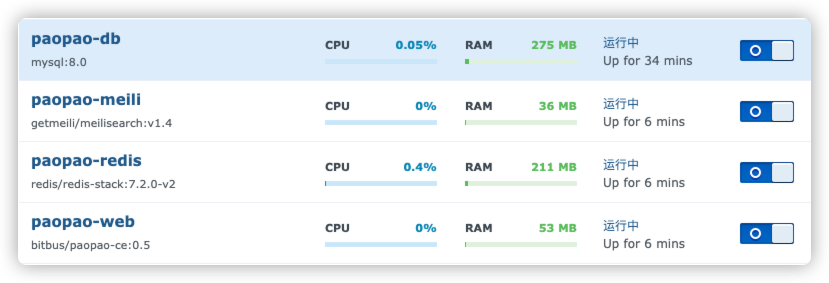 paopao-db
mysql:8.0
CPU 0.05%
RAM 275 MB
运行中
Up for 34 mins
paopao-meili
getmeili/meilisearch:v1.4
CPU 0%
RAM 36 MB
运行中
Up for 6 mins
paopao-redis
redis/redis-stack:7.2.0-v2
CPU 0.4%
RAM 211 MB
运行中
Up for 6 mins
paopao-web
bitbus/paopao-ce:0.5
CPU 0%
RAM 53 MB
运行中
Up for 6 mins